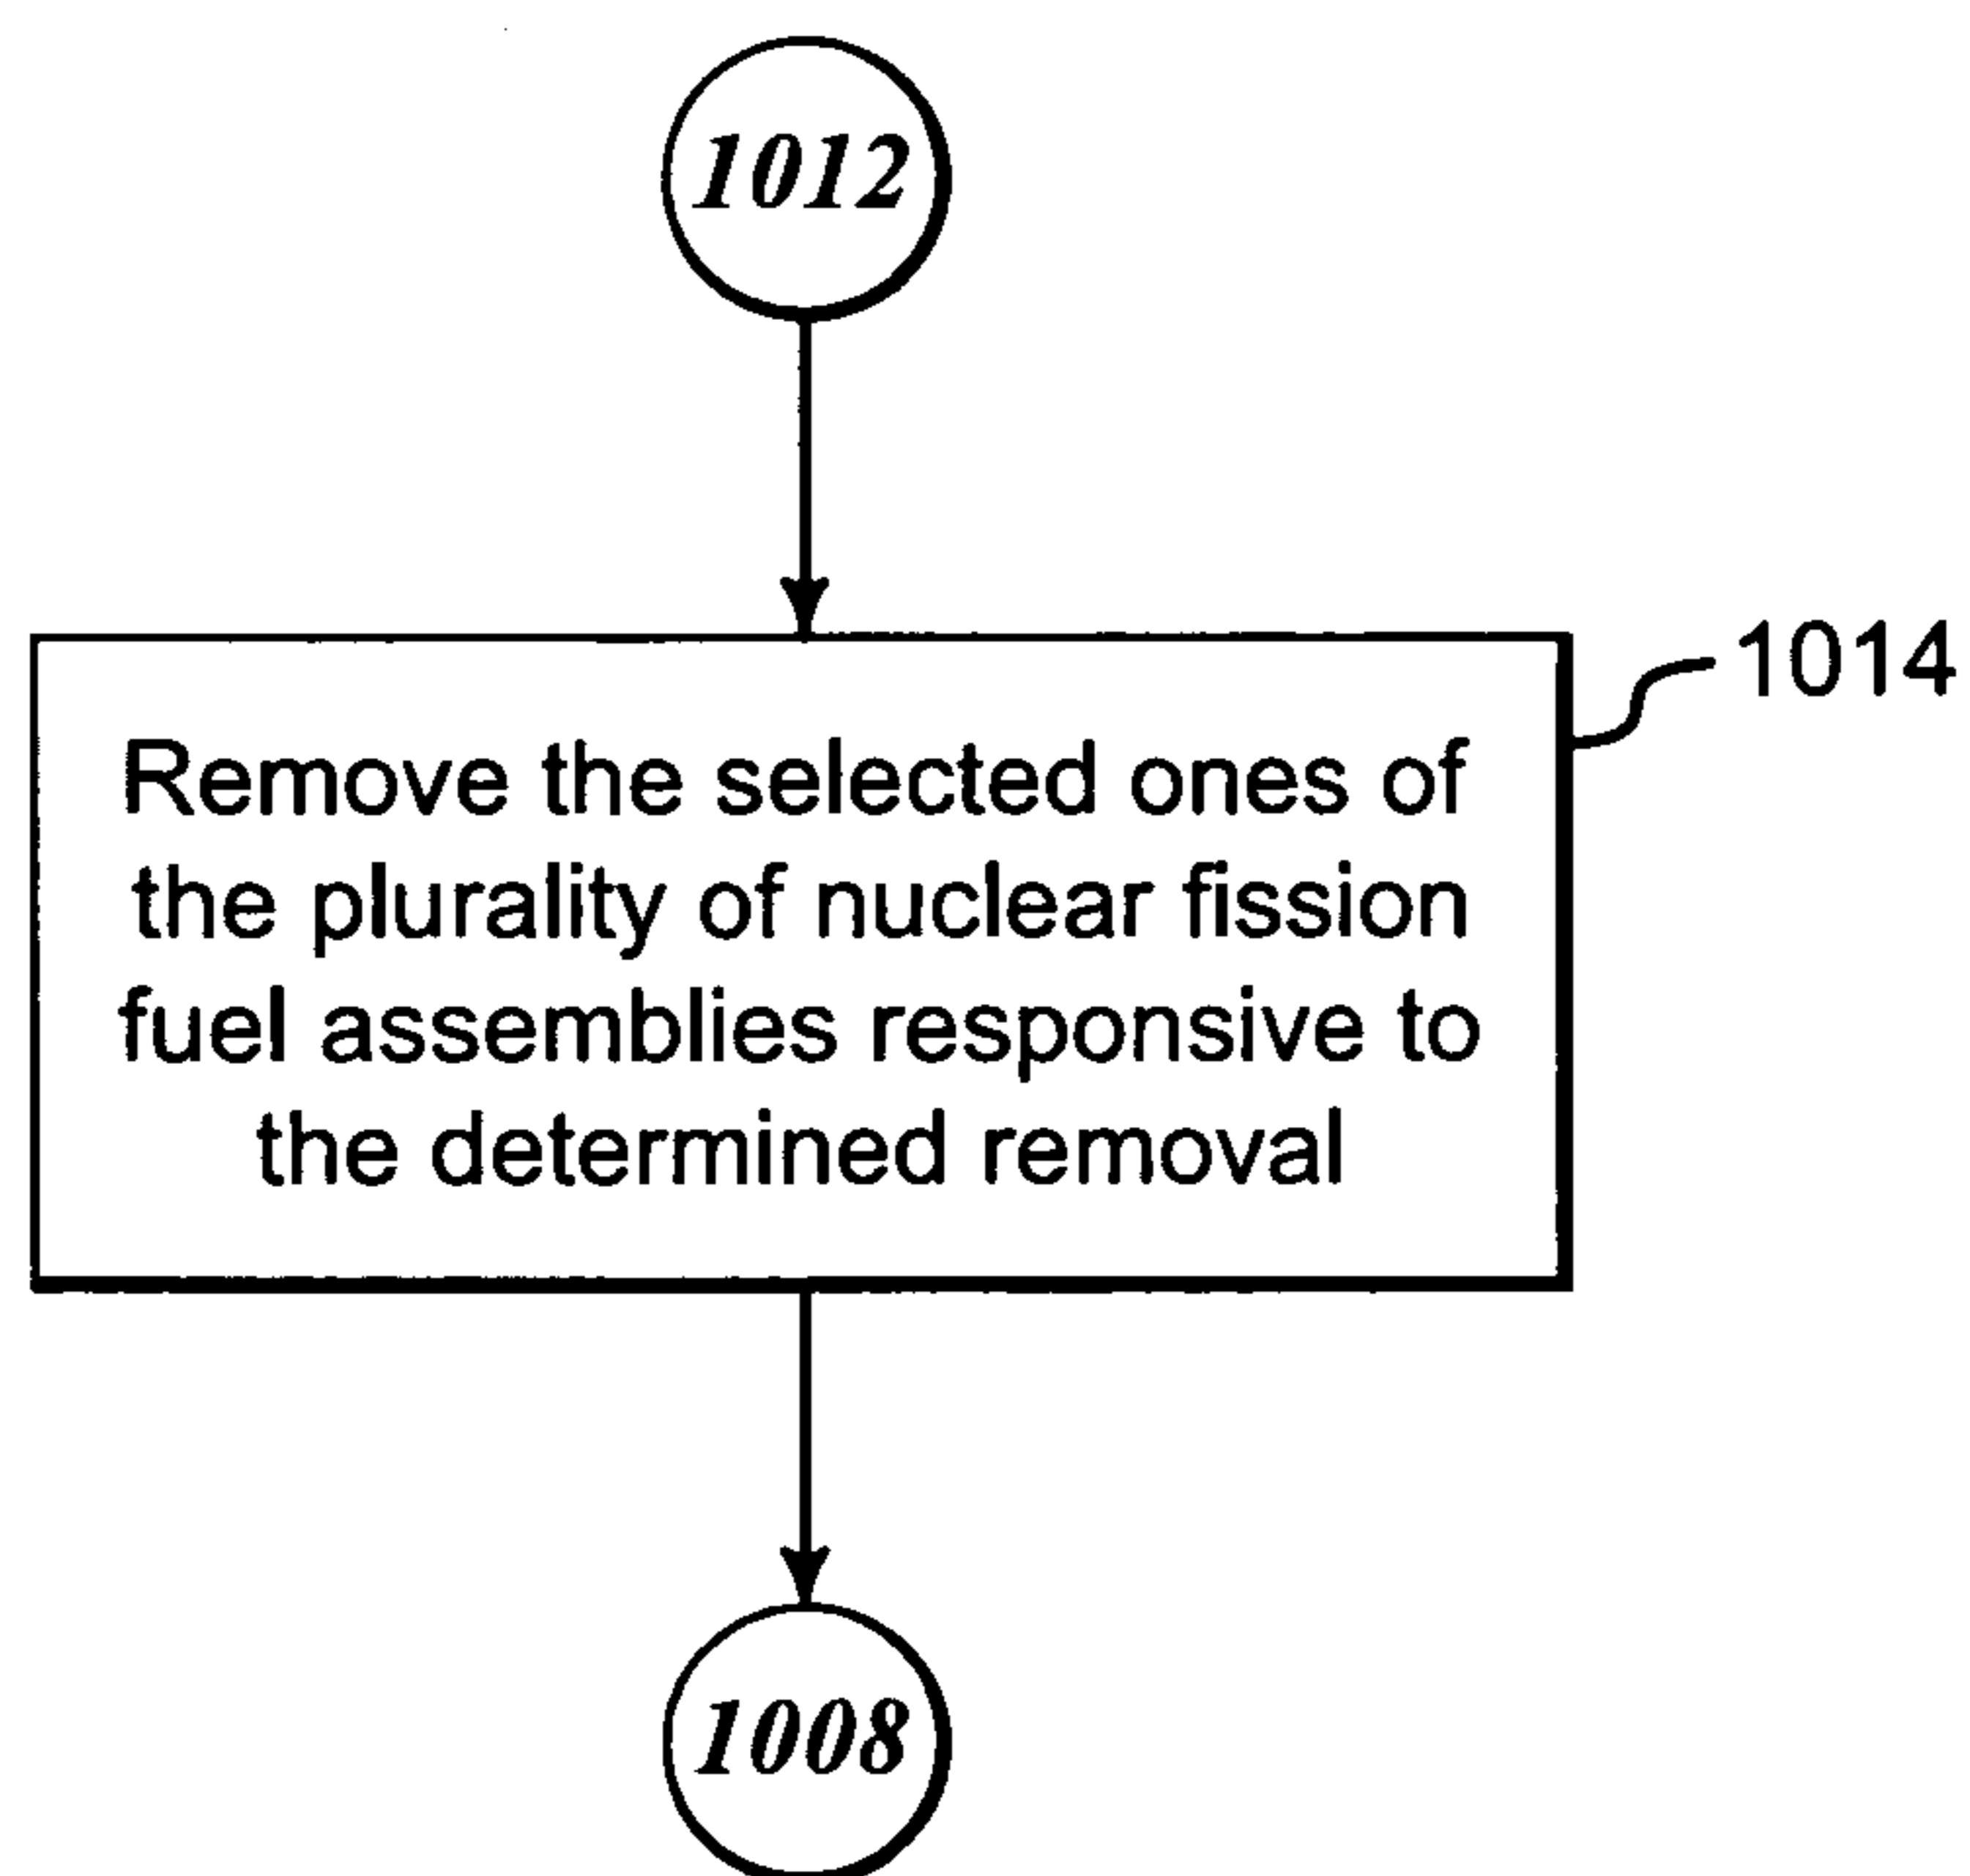 1012
1014
Remove the selected ones of
the plurality of nuclear fission
fuel assemblies responsive to
the determined removal
1008